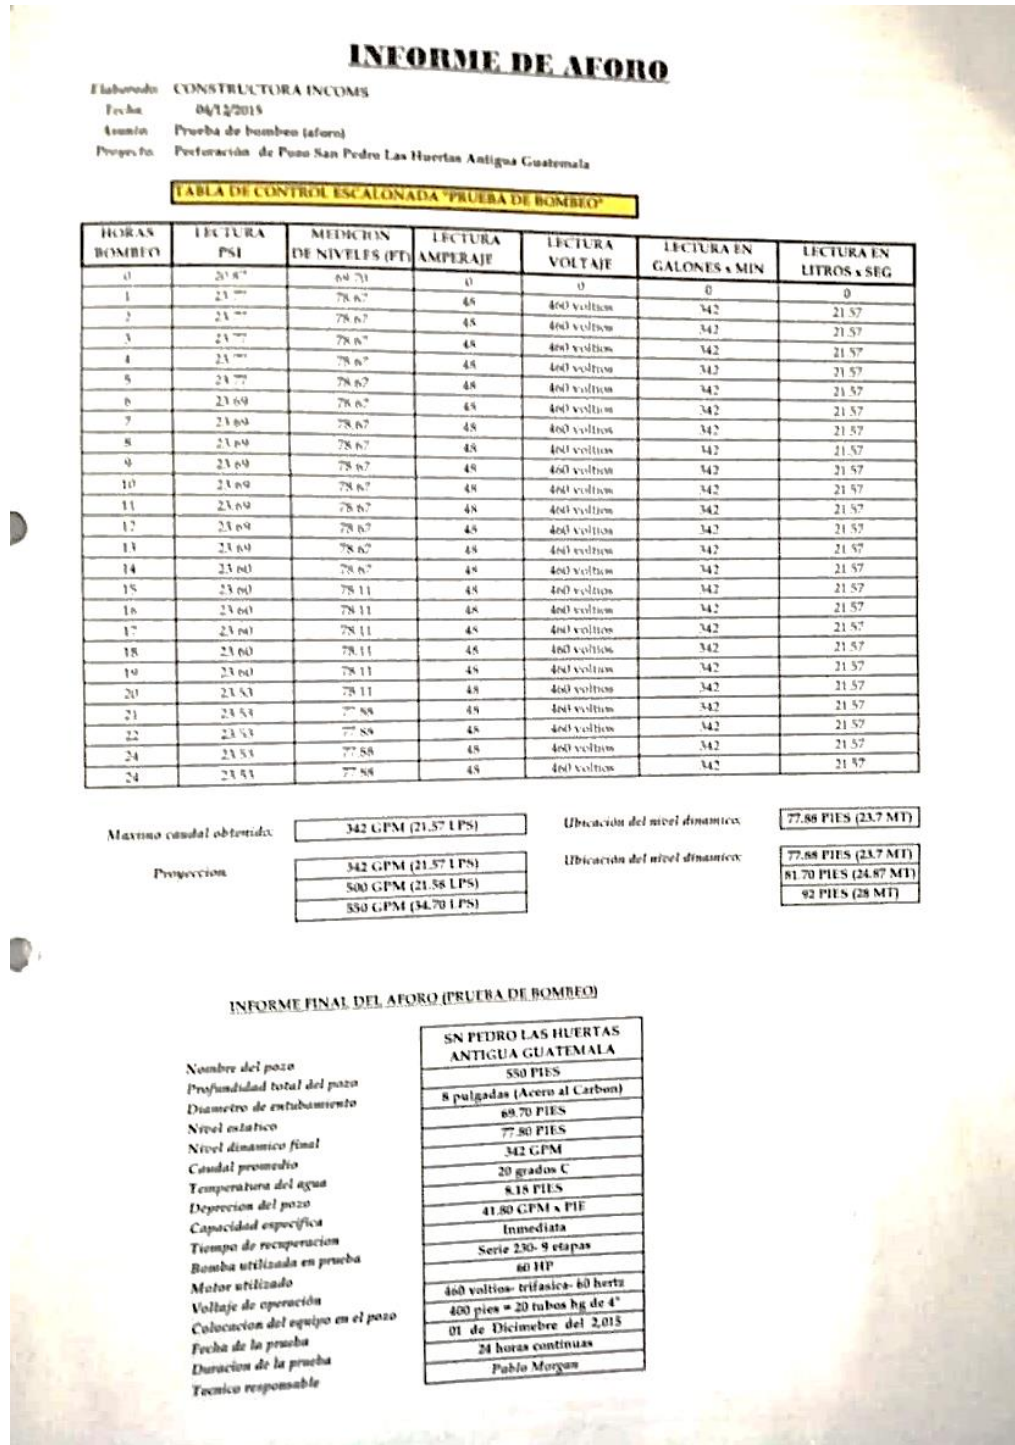 INFORME DE AFORO
Elaborado: CONSTRUCTORA INCOMS
Fecha 04/12/2015
Asunto: Prueba de bombeo (aforo)
Proyecto: Perforación de Pozo San Pedro Las Huertas Antigua Guatemala
TABLA DE CONTROL ESCALONADA "PRUEBA DE BOMBEO"
HORAS BOMBEO LECTURA PSI MEDICION DE NIVELES (FT) LECTURA AMPERAJE LECTURA VOLTAJE LECTURA EN GALONES x MIN LECTURA EN LITROS x SEG
0 69.70 0 0 0 0
1 78.67 48 460 voltios 342 21.57
2 78.67 48 460 voltios 342 21.57
3 23.77 78.67 48 460 voltios 342 21.57
4 78.67 48 460 voltios 342 21.57
5 23.77 78.67 48 460 voltios 342 21.57
6 23.69 78.67 48 460 voltios 342 21.57
7 23.69 78.67 48 460 voltios 342 21.57
8 23.69 78.67 48 460 voltios 342 21.57
9 23.69 78.67 48 460 voltios 342 21.57
10 23.69 78.67 48 460 voltios 342 21.57
11 23.69 78.67 48 460 voltios 342 21.57
12 23.69 78.67 48 460 voltios 342 21.57
13 23.69 78.67 48 460 voltios 342 21.57
14 23.60 78.67 48 460 voltios 342 21.57
15 23.60 78.11 48 460 voltios 342 21.57
16 23.60 78.11 48 460 voltios 342 21.57
17 23.60 78.11 48 460 voltios 342 21.57
18 23.60 78.11 48 460 voltios 342 21.57
19 23.60 78.11 48 460 voltios 342 21.57
20 23.53 78.11 48 460 voltios 342 21.57
21 23.53 77.88 48 460 voltios 342 21.57
22 23.53 77.88 48 460 voltios 342 21.57
24 23.53 77.88 48 460 voltios 342 21.57
24 23.53 77.88 48 460 voltios 342 21.57
Maximo caudal obtenido: 342 GPM (21.57 LPS) Ubicación del nivel dinamico: 77.88 PIES (23.7 MT)
Proyeccion 342 GPM (21.57 LPS) Ubicación del nivel dinamico: 77.88 PIES (23.7 MT)
500 GPM (21.58 LPS) 81.70 PIES (24.87 MT)
550 GPM (34.70 LPS) 92 PIES (28 MT)
INFORME FINAL DEL AFORO (PRUEBA DE BOMBEO)
Nombre del pozo SN PEDRO LAS HUERTAS
ANTIGUA GUATEMALA
Profundidad total del pozo 550 PIES
Diametro de entubamiento 8 pulgadas (Acero al Carbon)
Nivel estatico 69.70 PIES
Nivel dinamico final 77.80 PIES
Caudal promedio 342 GPM
Temperatura del agua 20 grados C
Deprecion del pozo 8.18 PIES
Capacidad especifica 41.80 GPM x PIE
Tiempo de recuperacion Inmediata
Bomba utilizada en prueba Serie 230- 9 etapas
Motor utilizado 60 HP
Voltaje de operación 460 voltios- trifasica- 60 hertz
Colocacion del equipo en el pozo 400 pies = 20 tubos hg de 4"
Fecha de la prueba 01 de Dicimebre del 2,015
Duracion de la prueba 24 horas continuas
Tecnico responsable Pablo Morgan